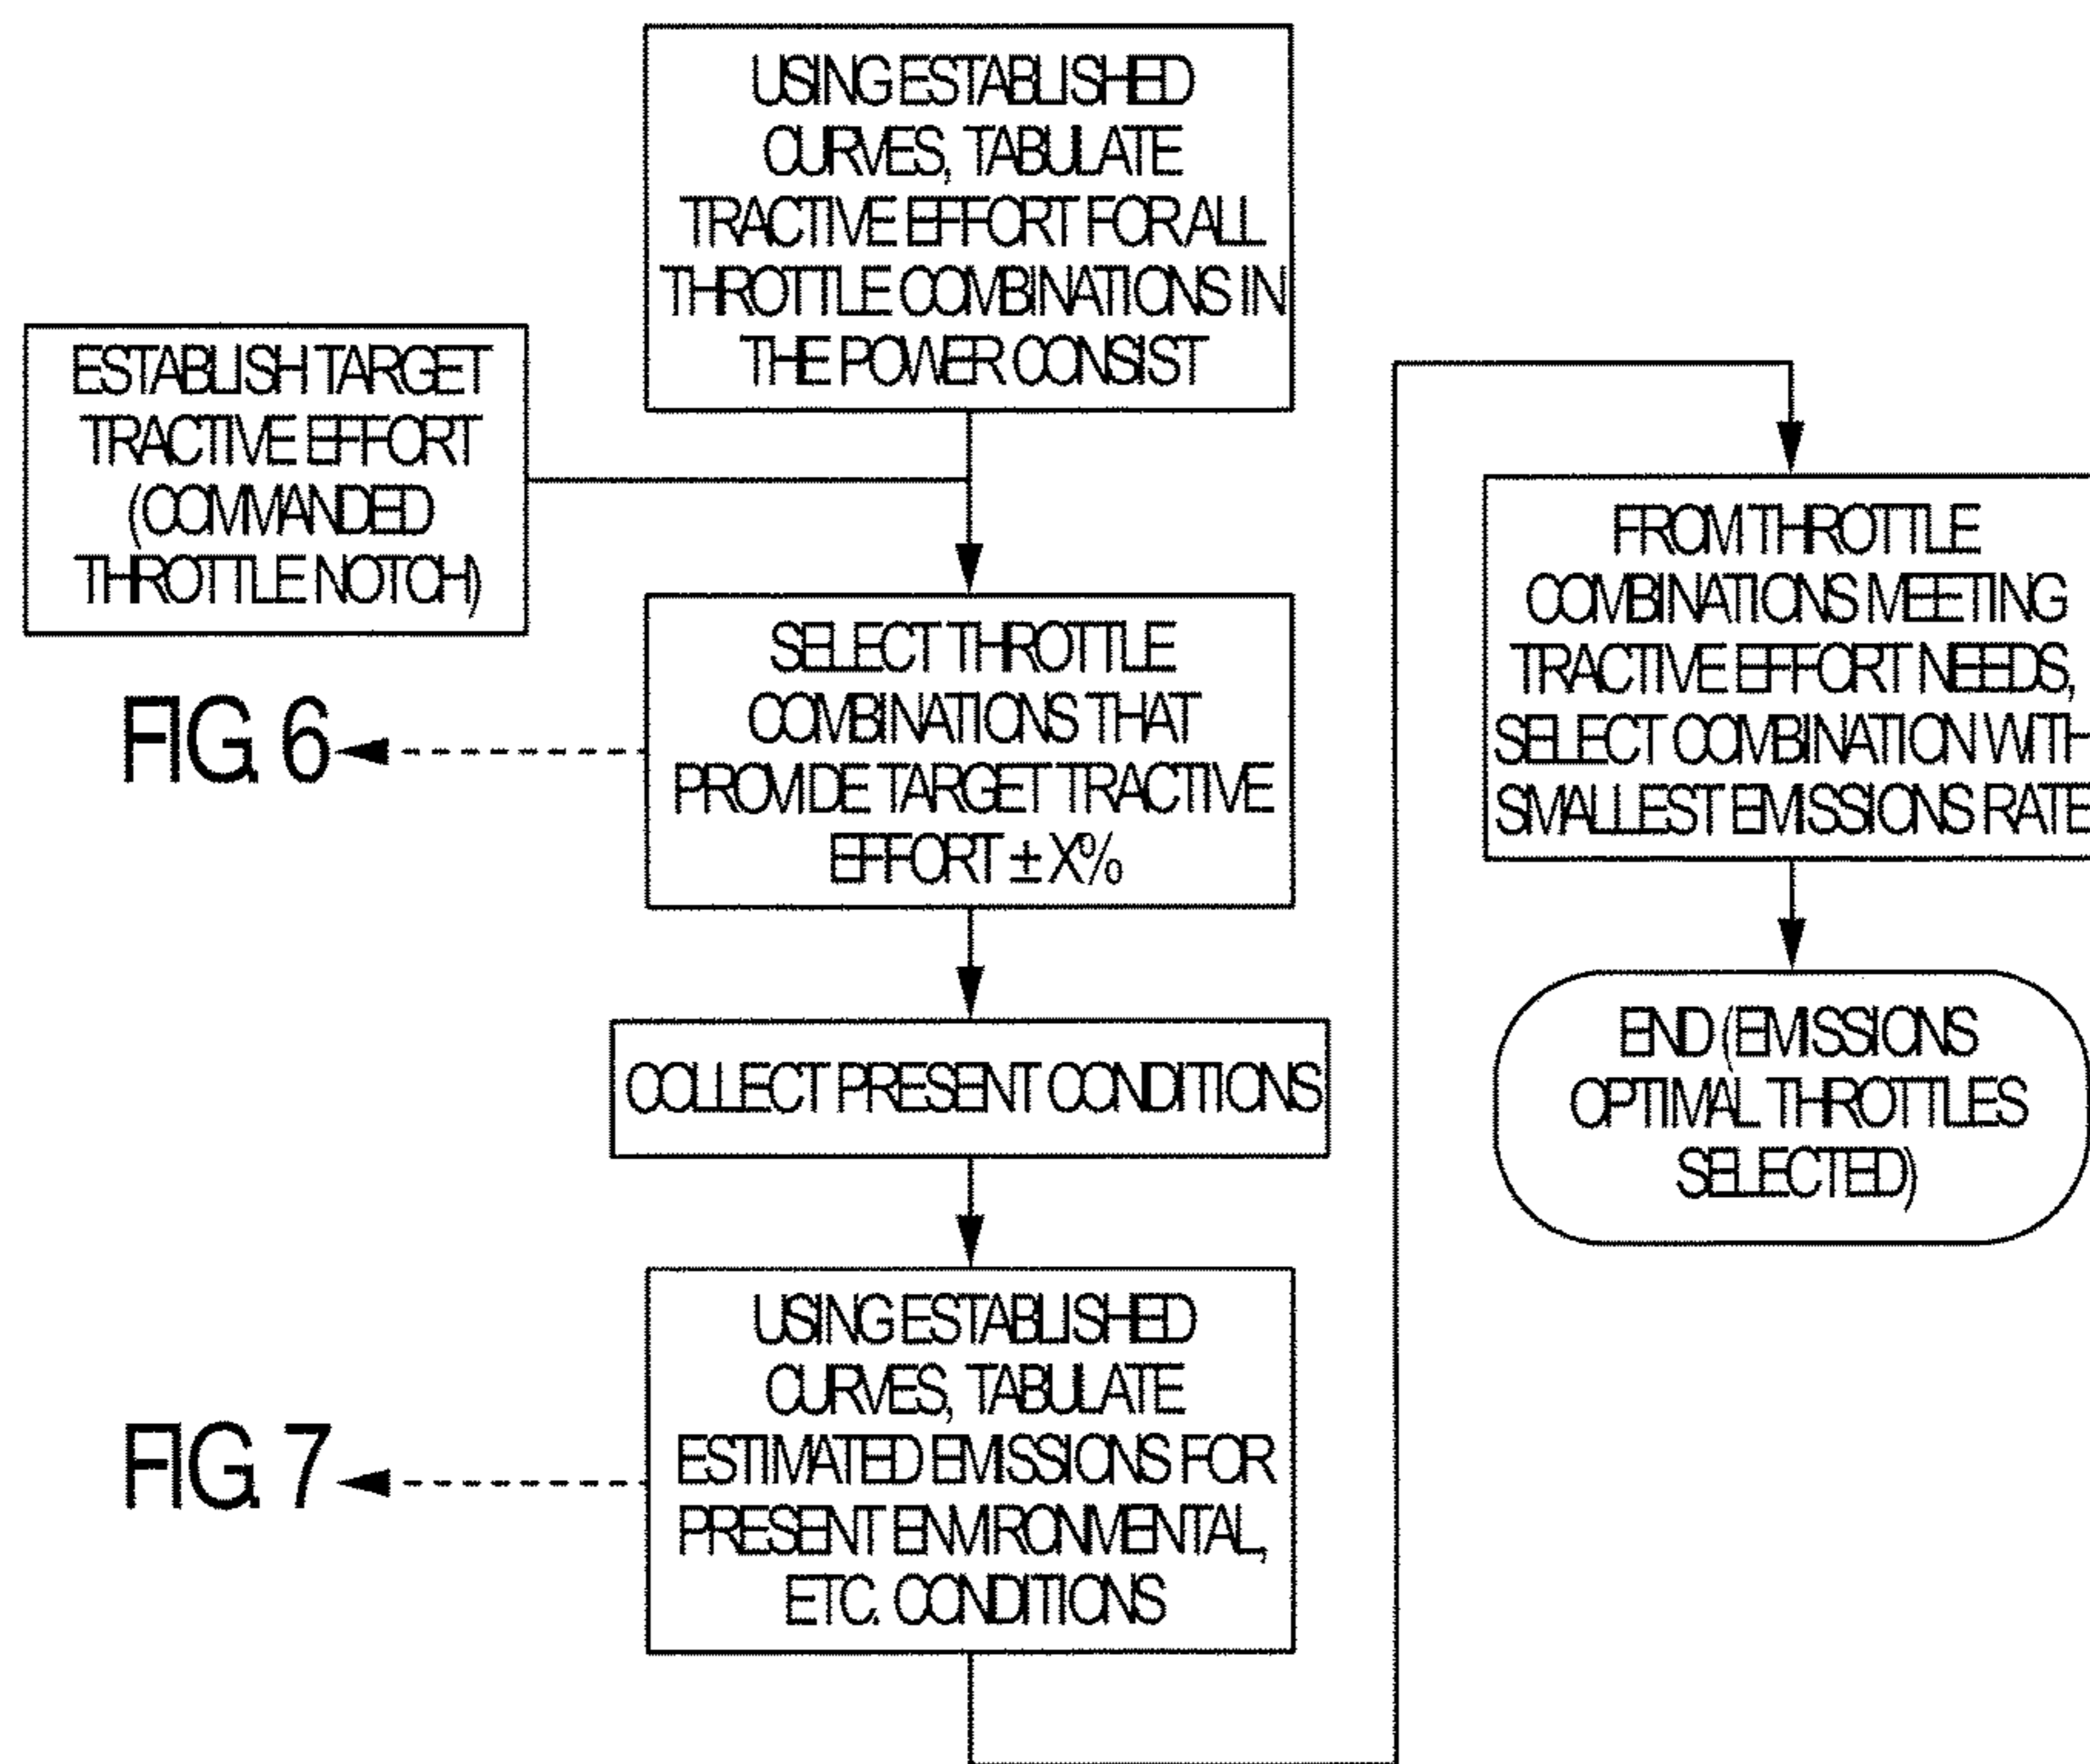 USING ESTABLISHED
CURVES, TABULATE
TRACTIVE EFFORT FOR ALL
THROTTLE COMBINATIONS IN
THE POWER CONSIST
ESTABLISH TARGET
TRACTIVE EFFORT
(COMMANDED
THROTTLE NOTCH)
SELECT THROTTLE
COMBINATIONS THAT
PROVIDE TARGET TRACTIVE
EFFORT ± X%
FIG. 6
COLLECT PRESENT CONDITIONS
USING ESTABLISHED
CURVES, TABULATE
ESTIMATED EMISSIONS FOR
PRESENT ENVIRONMENTAL,
ETC. CONDITIONS
FIG. 7
FROM THROTTLE
COMBINATIONS MEETING
TRACTIVE EFFORT NEEDS,
SELECT COMBINATION WITH
SMALLEST EMISSIONS RATE
END (EMISSIONS
OPTIMAL THROTTLES
SELECTED)